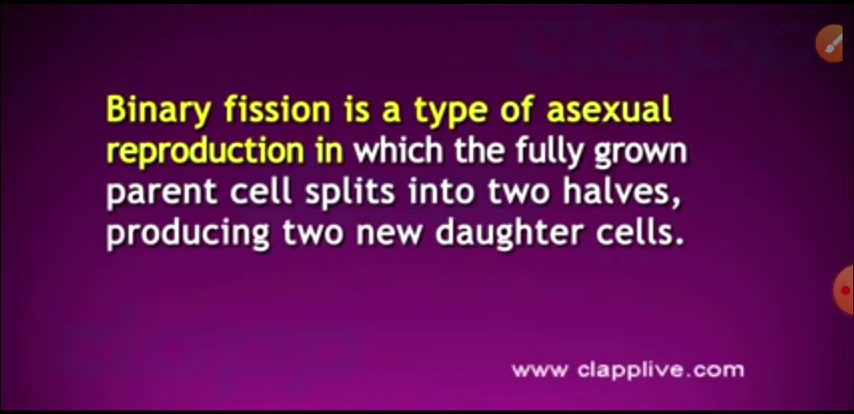 Binary fission is a type of asexual
reproduction in which the fully grown
parent cell splits into two halves,
producing two new daughter cells.
www clapplive.com